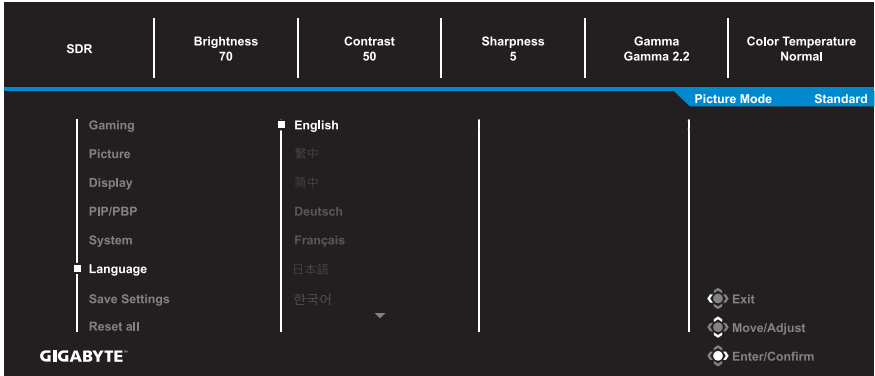 SDR
Brightness
70
Contrast
50
Sharpness
5
Gamma
Gamma 2.2
Color Temperature
Normal
Picture Mode Standard
Gaming
Picture
Display
PIP/PBP
System
Language
Save Settings
Reset all
English
繁中
简中
Deutsch
Français
日本語
한국어
Exit
Move/Adjust
Enter/Confirm
GIGABYTE™